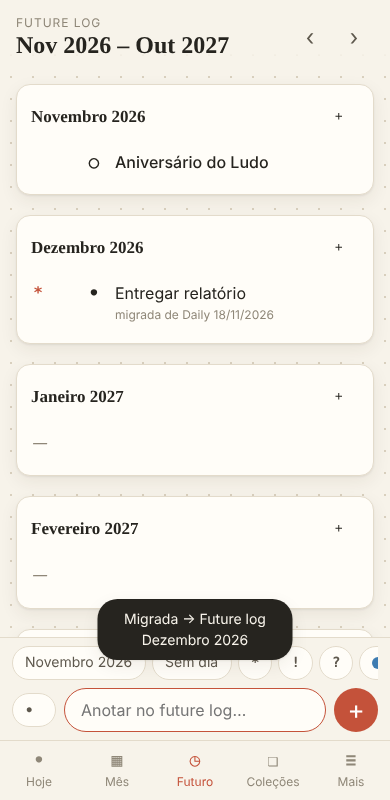 FUTURE LOG
Nov 2026 – Out 2027
‹ ›
Novembro 2026 +
○ Aniversário do Ludo
Dezembro 2026 +
* • Entregar relatório
migrada de Daily 18/11/2026
Janeiro 2027 +
—
Fevereiro 2027 +
—
Migrada → Future log
Dezembro 2026
Novembro 2026 Sem dia * ! ?
• Anotar no future log... +
Hoje Mês Futuro Coleções Mais